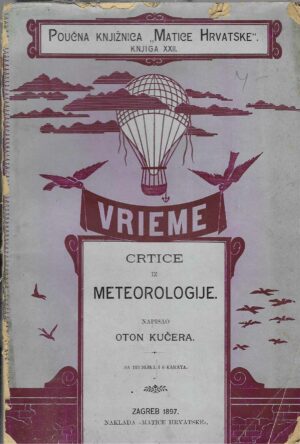 POUČNA KNJIŽNICA „MATICE HRVATSKE“.
KNJIGA XXII.
VRIEME
CRTICE
IZ
METEOROLOGIJE.
NAPISAO
OTON KUČERA.
ZAGREB 1897.
NAKLADA »MATICE HRVATSKE«.